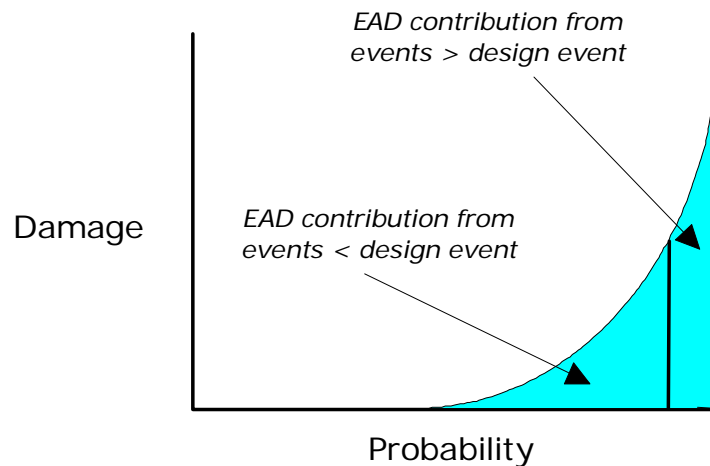 EAD contribution from
events > design event
EAD contribution from
events < design event
Damage
Probability